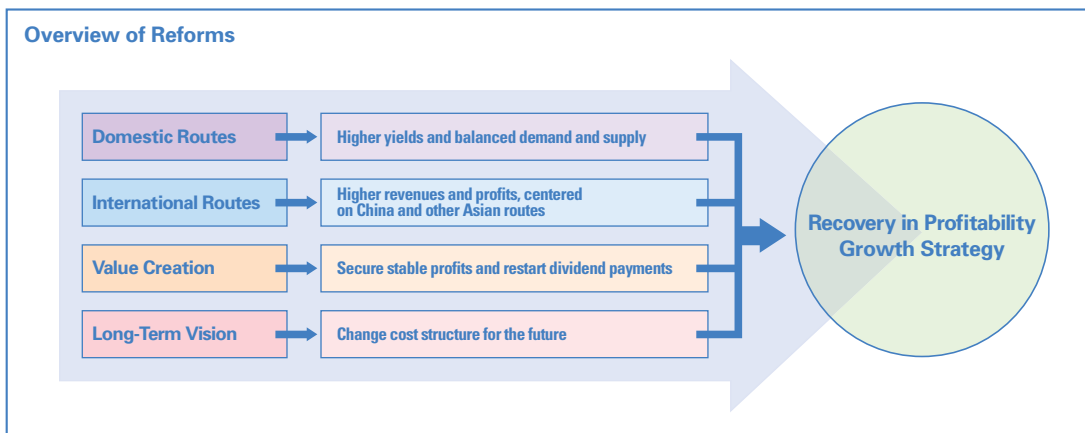 Overview of Reforms
Domestic Routes
Higher yields and balanced demand and supply
International Routes
Higher revenues and profits, centered
on China and other Asian routes
Value Creation
Secure stable profits and restart dividend payments
Long-Term Vision
Change cost structure for the future
Recovery in Profitability
Growth Strategy